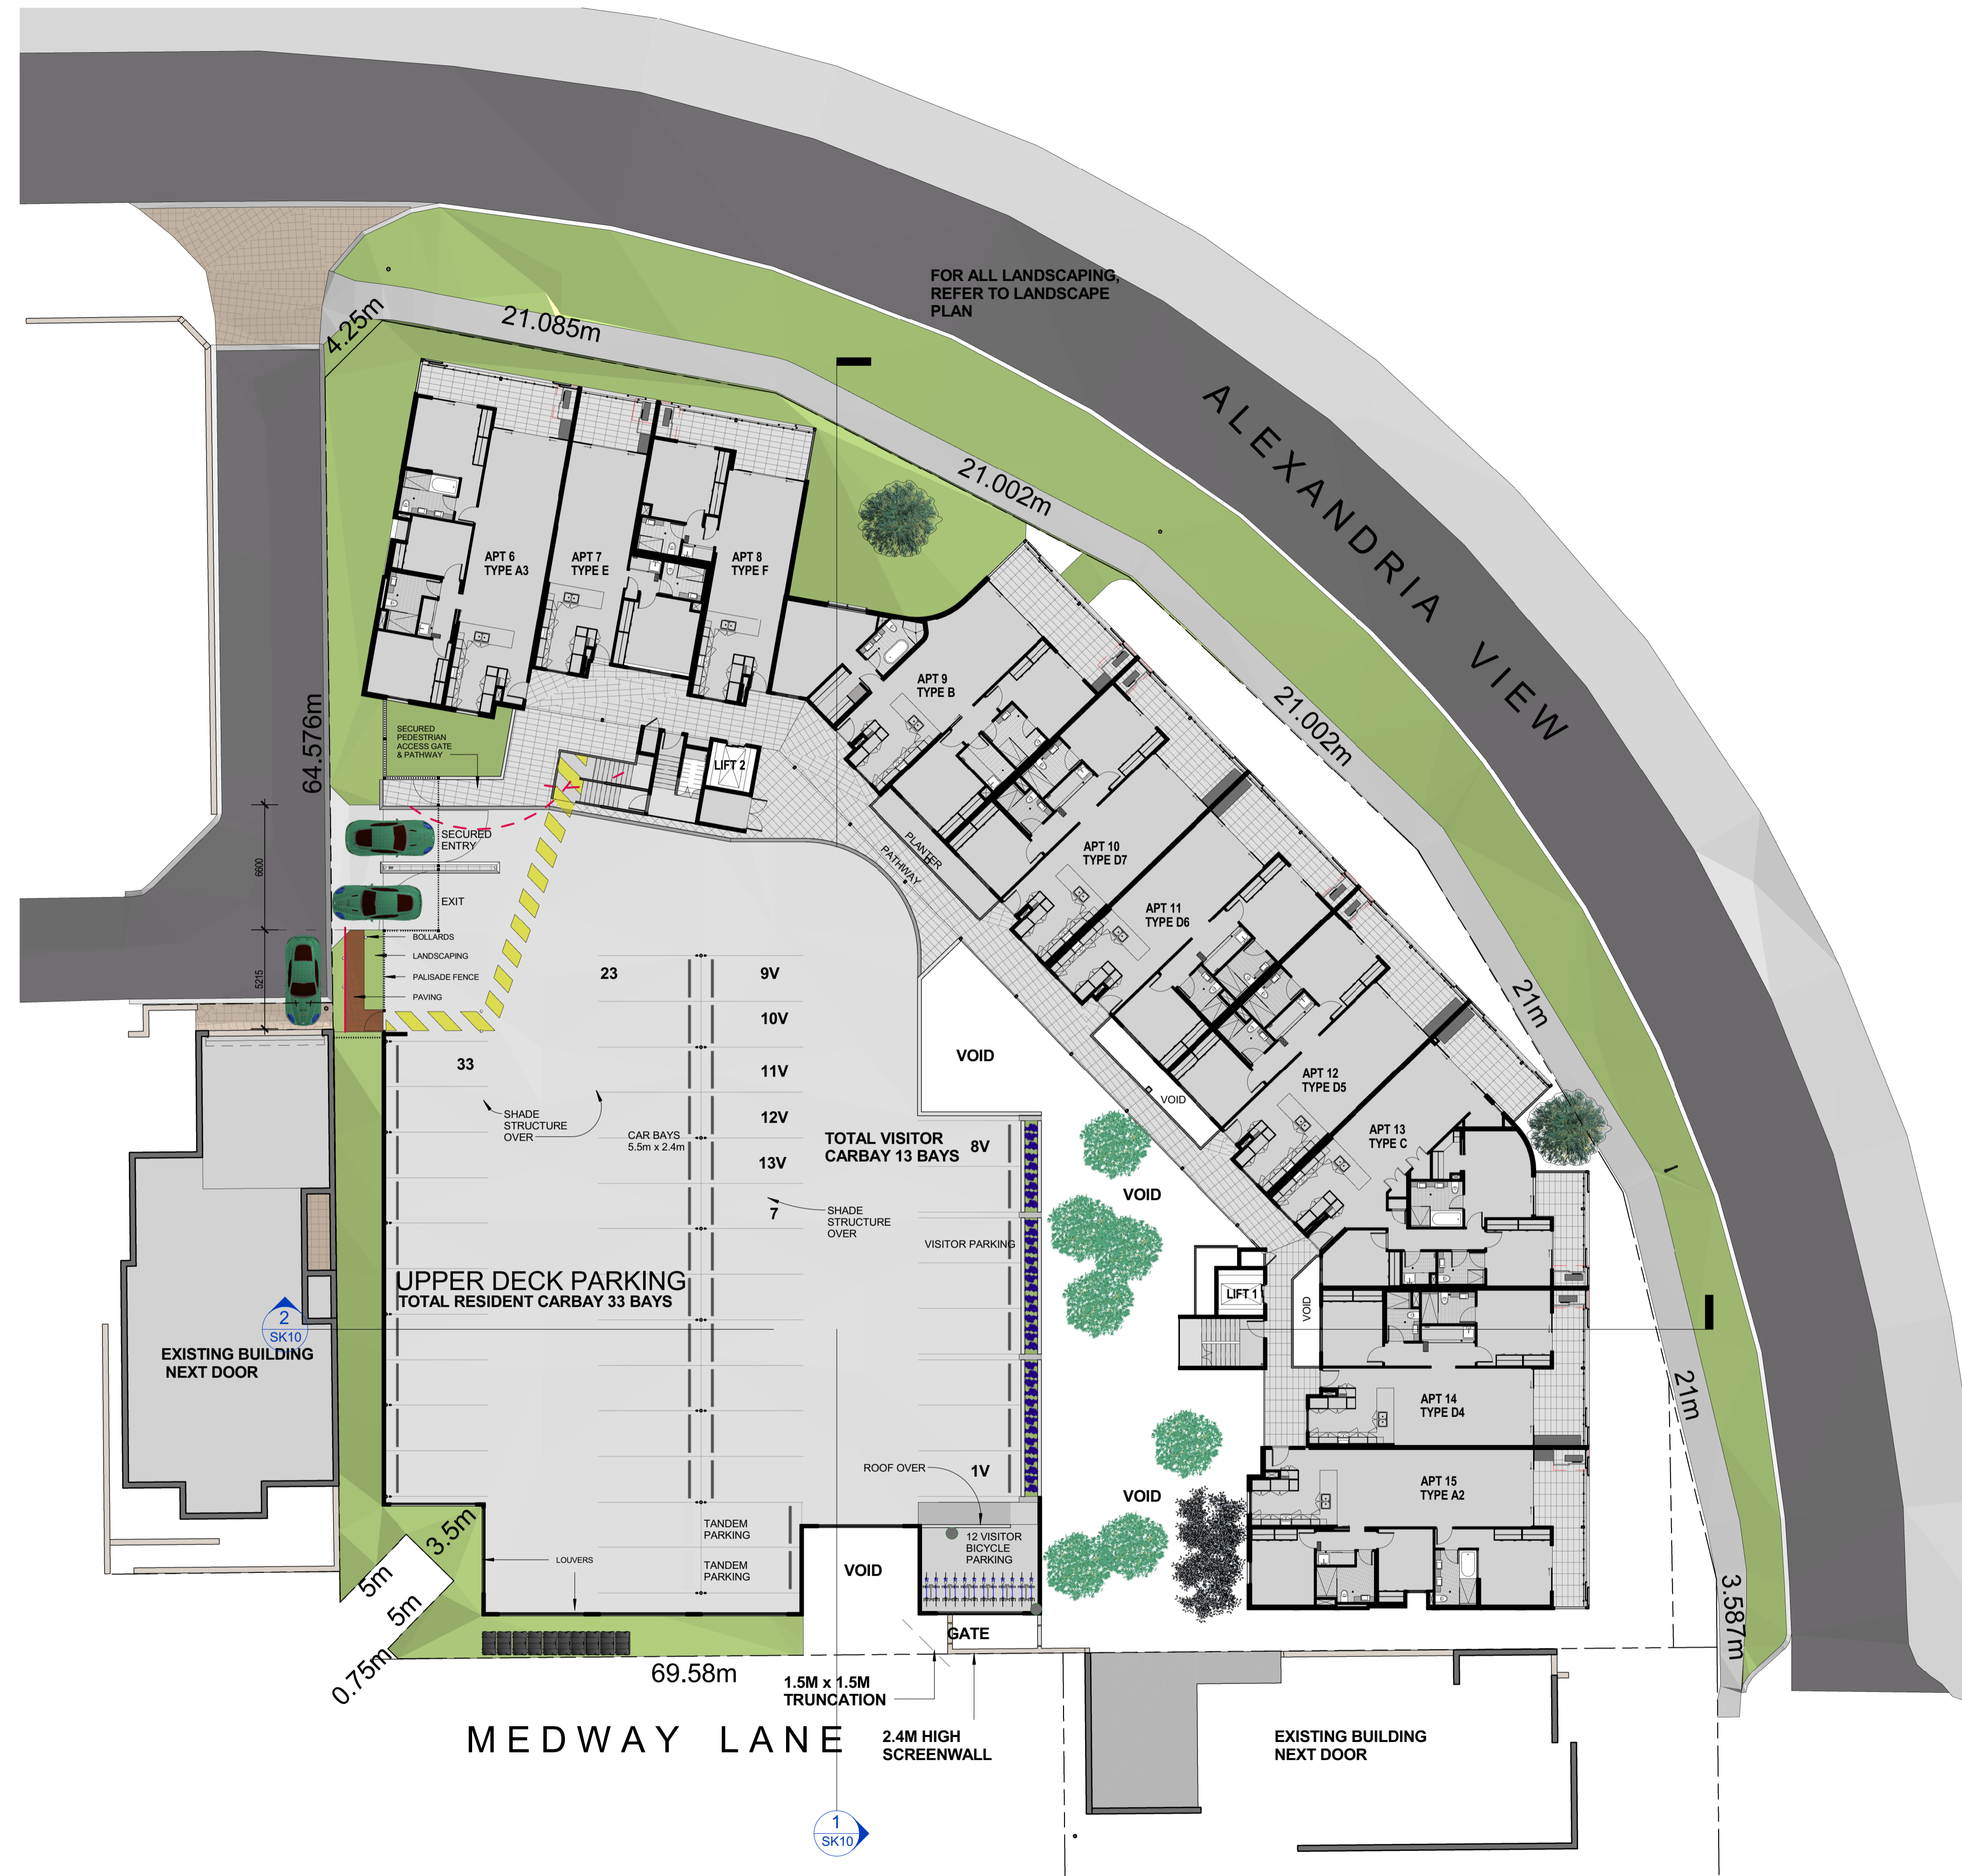 FOR ALL LANDSCAPING,
REFER TO LANDSCAPE
PLAN
4.25m
21.085m
21.002m
ALEXANDRIA VIEW
21.002m
21m
21m
3.587m
64.576m
APT 6
TYPE A3
APT 7
TYPE E
APT 8
TYPE F
APT 9
TYPE B
APT 10
TYPE D7
APT 11
TYPE D6
APT 12
TYPE D5
APT 13
TYPE C
APT 14
TYPE D4
APT 15
TYPE A2
SECURED
PEDESTRIAN
ACCESS GATE
& PATHWAY
LIFT 2
PLANTER
PATHWAY
SECURED
ENTRY
EXIT
6600
5215
BOLLARDS
LANDSCAPING
PALISADE FENCE
PAVING
23
9V
10V
33
11V
VOID
SHADE
STRUCTURE
OVER
12V
CAR BAYS
5.5m x 2.4m
13V
TOTAL VISITOR
CARBAY 13 BAYS
8V
VOID
VOID
7
SHADE
STRUCTURE
OVER
VISITOR PARKING
UPPER DECK PARKING
TOTAL RESIDENT CARBAY 33 BAYS
LIFT 1
VOID
2
SK10
EXISTING BUILDING
NEXT DOOR
ROOF OVER
1V
VOID
TANDEM
PARKING
12 VISITOR
BICYCLE
PARKING
TANDEM
PARKING
VOID
LOUVERS
3.5m
5m
5m
0.75m
GATE
69.58m
1.5M x 1.5M
TRUNCATION
MEDWAY LANE
2.4M HIGH
SCREENWALL
EXISTING BUILDING
NEXT DOOR
1
SK10